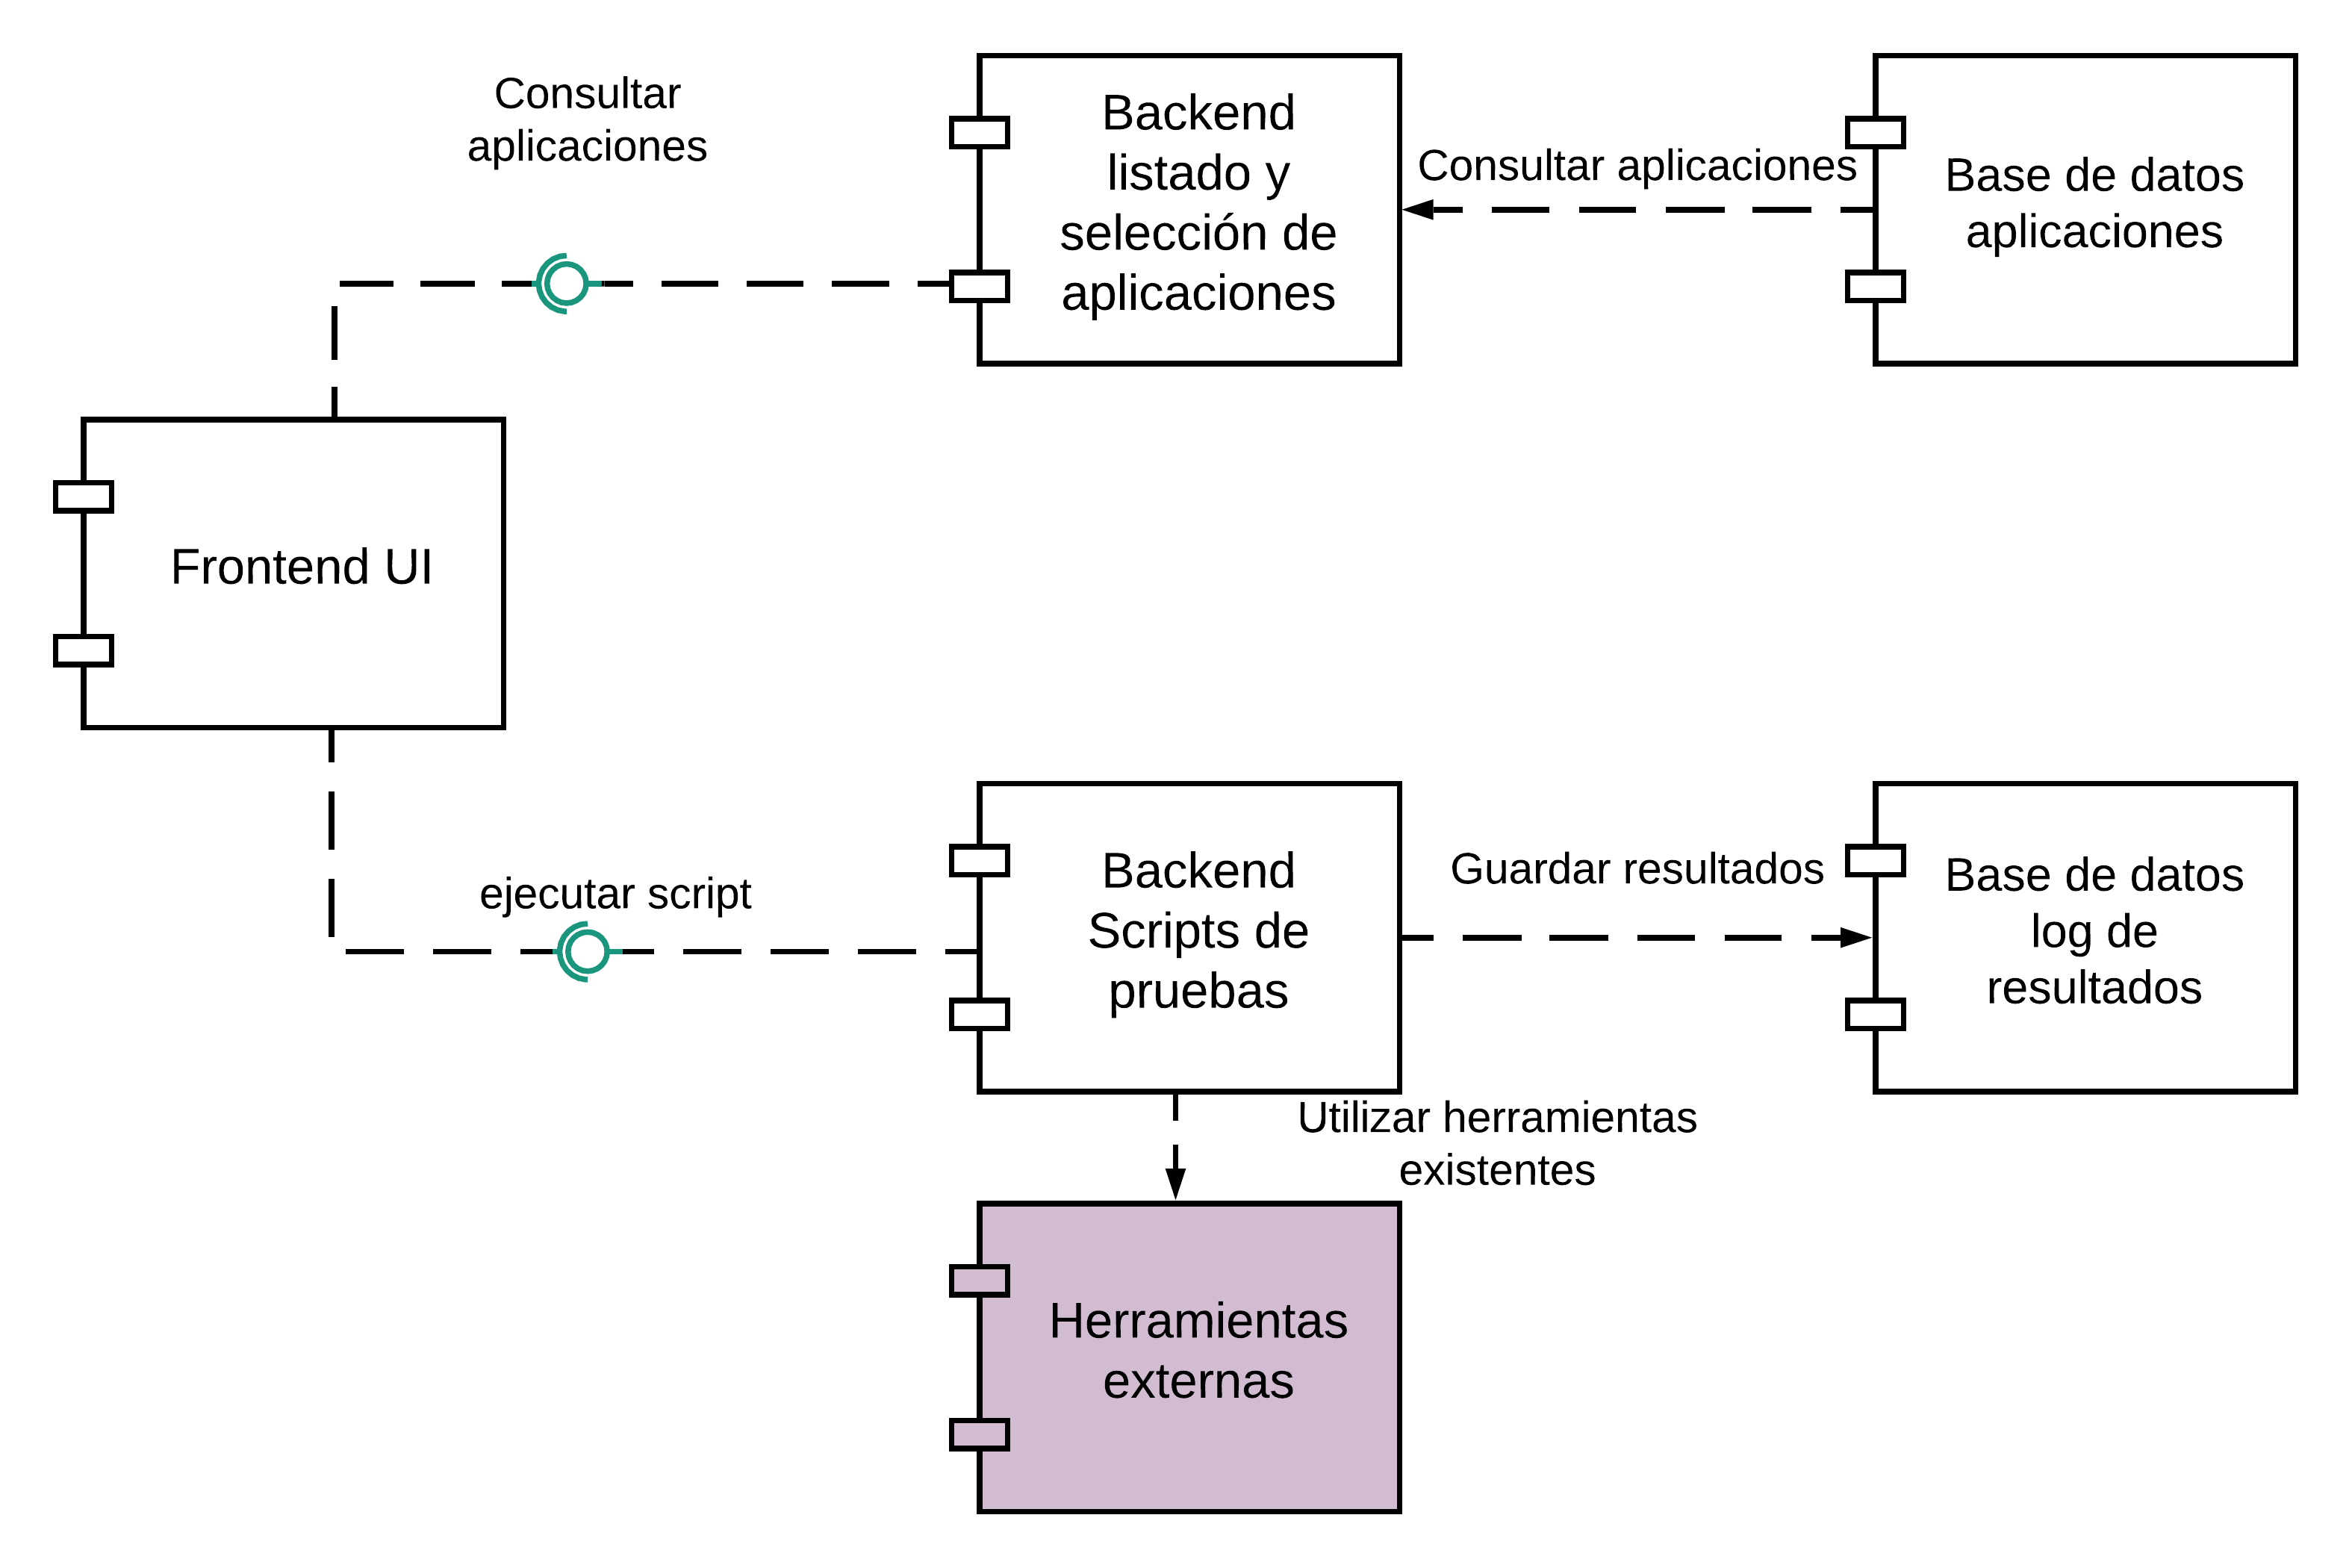 Consultar
aplicaciones
Backend
listado y
selección de
aplicaciones
Consultar aplicaciones
Base de datos
aplicaciones
Frontend UI
ejecutar script
Backend
Scripts de
pruebas
Guardar resultados
Base de datos
log de
resultados
Utilizar herramientas
existentes
Herramientas
externas